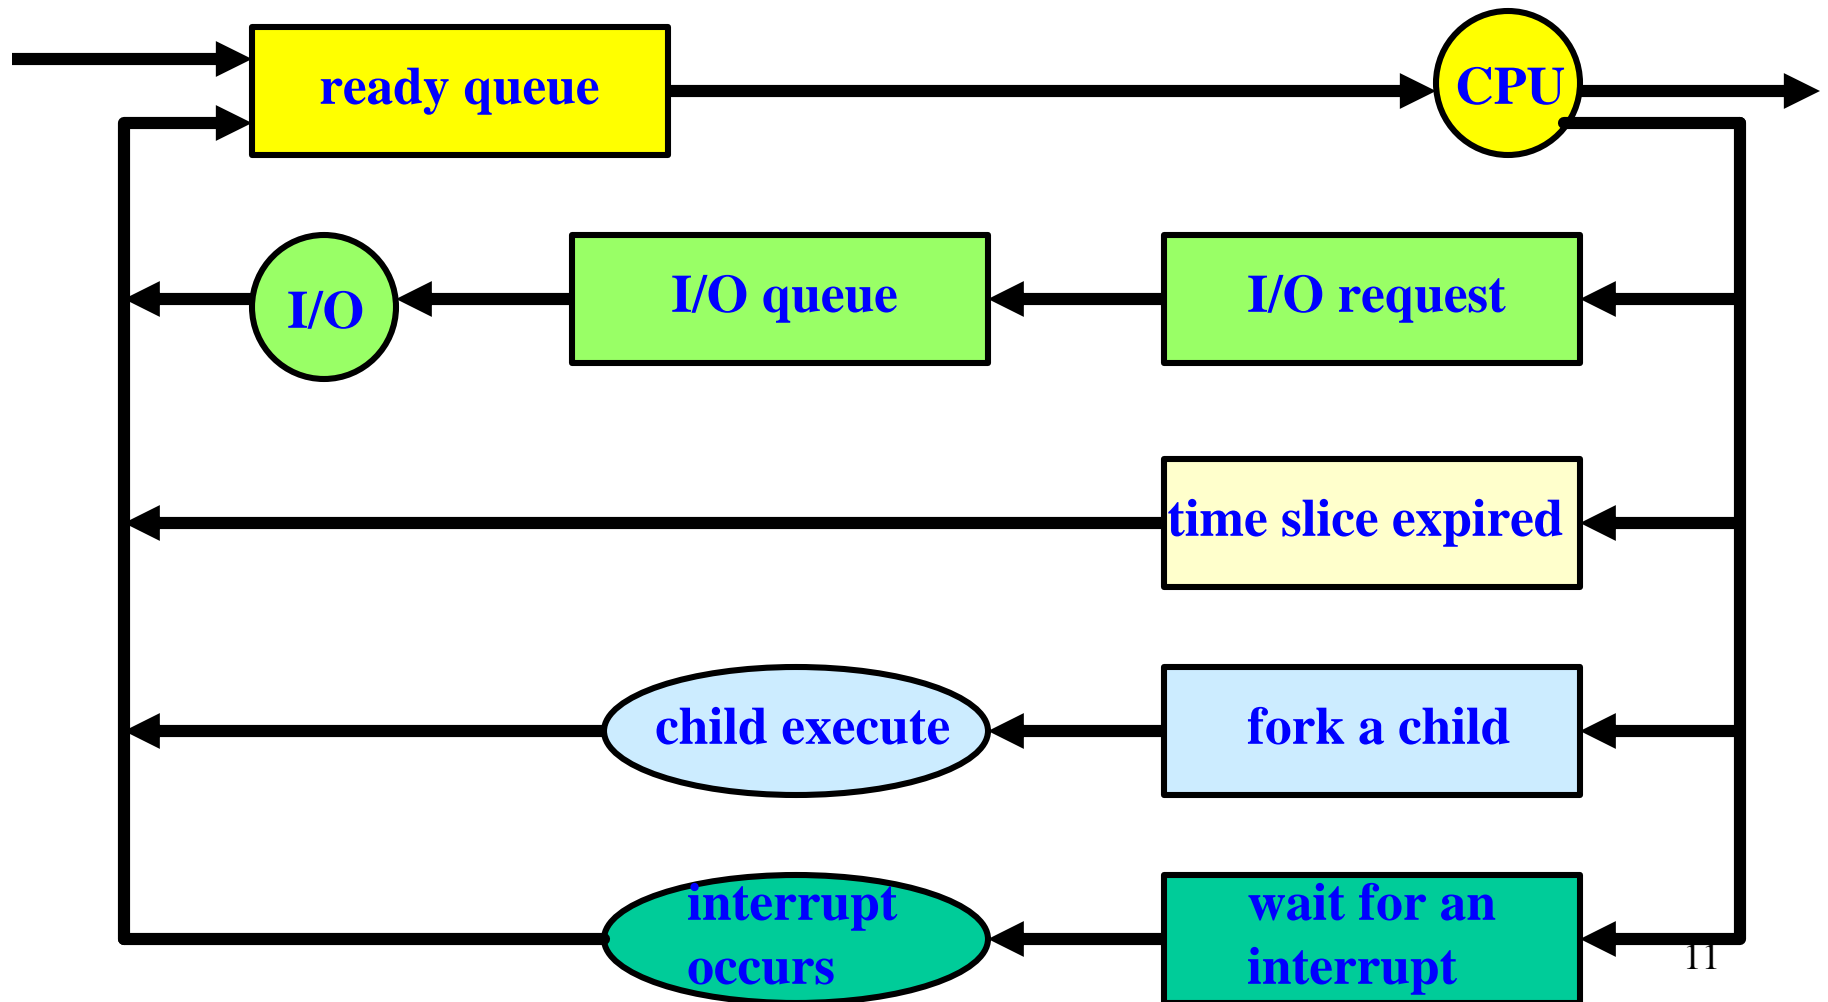 ready queue
CPU
I/O
I/O queue
I/O request
time slice expired
child execute
fork a child
interrupt
occurs
wait for an
interrupt
11